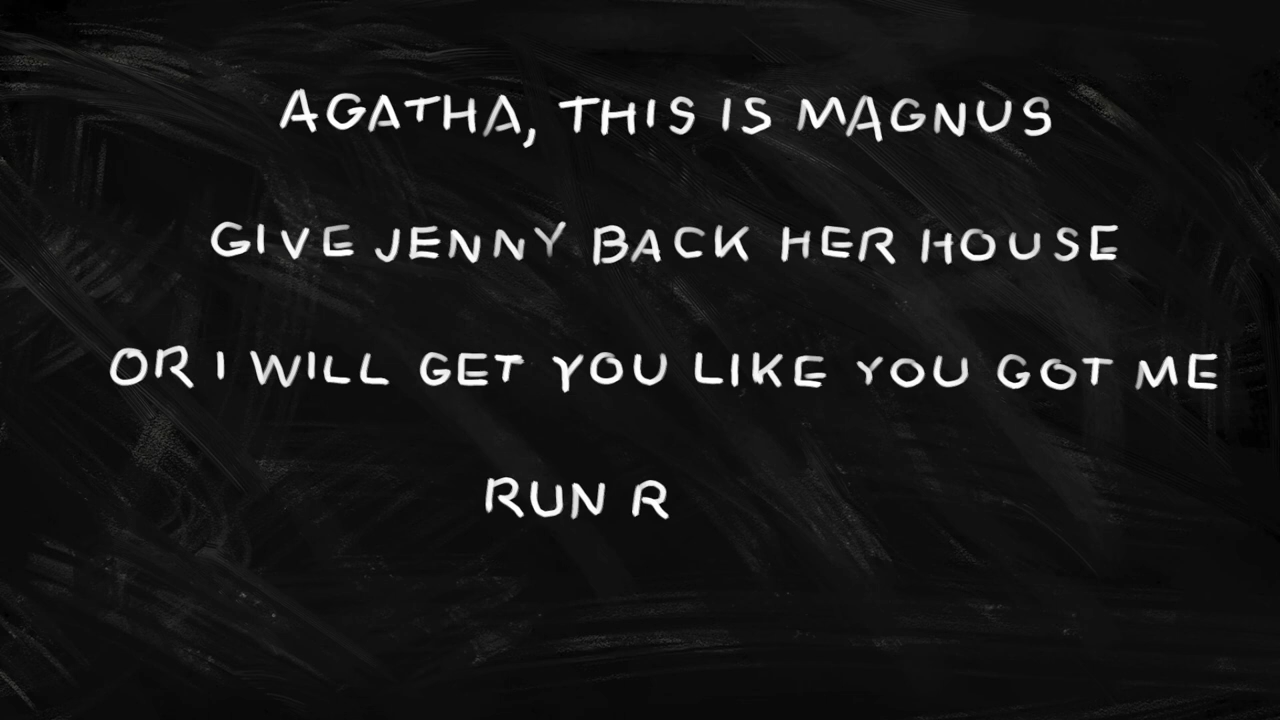 AGATHA, THIS IS MAGNUS
GIVE JENNY BACK HER HOUSE
OR I WILL GET YOU LIKE YOU GOT ME
RUN R